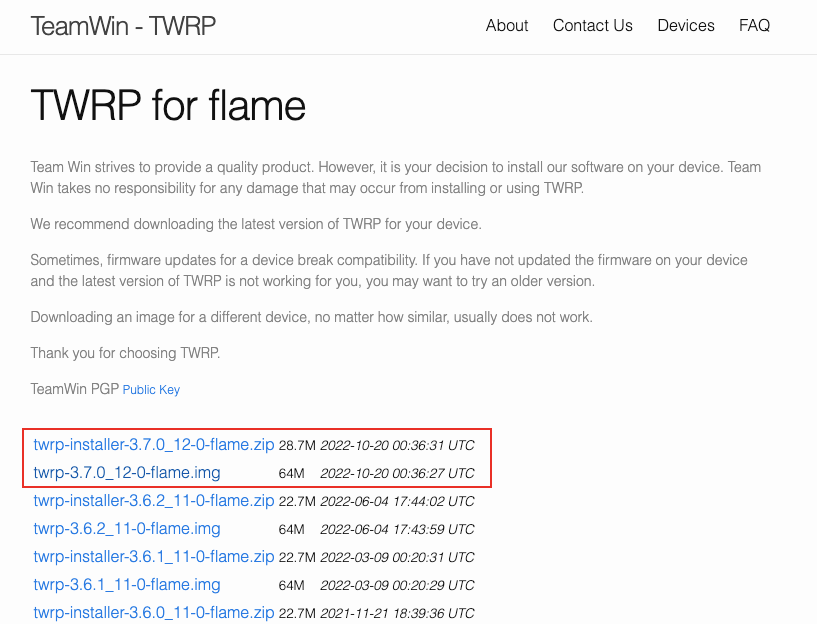 TeamWin - TWRP
About Contact Us Devices FAQ
TWRP for flame
Team Win strives to provide a quality product. However, it is your decision to install our software on your device. Team
Win takes no responsibility for any damage that may occur from installing or using TWRP.
We recommend downloading the latest version of TWRP for your device.
Sometimes, firmware updates for a device break compatibility. If you have not updated the firmware on your device
and the latest version of TWRP is not working for you, you may want to try an older version.
Downloading an image for a different device, no matter how similar, usually does not work.
Thank you for choosing TWRP.
TeamWin PGP Public Key
twrp-installer-3.7.0_12-0-flame.zip 28.7M 2022-10-20 00:36:31 UTC
twrp-3.7.0_12-0-flame.img 64M 2022-10-20 00:36:27 UTC
twrp-installer-3.6.2_11-0-flame.zip 22.7M 2022-06-04 17:44:02 UTC
twrp-3.6.2_11-0-flame.img 64M 2022-06-04 17:43:59 UTC
twrp-installer-3.6.1_11-0-flame.zip 22.7M 2022-03-09 00:20:31 UTC
twrp-3.6.1_11-0-flame.img 64M 2022-03-09 00:20:29 UTC
twrp-installer-3.6.0_11-0-flame.zip 22.7M 2021-11-21 18:39:36 UTC